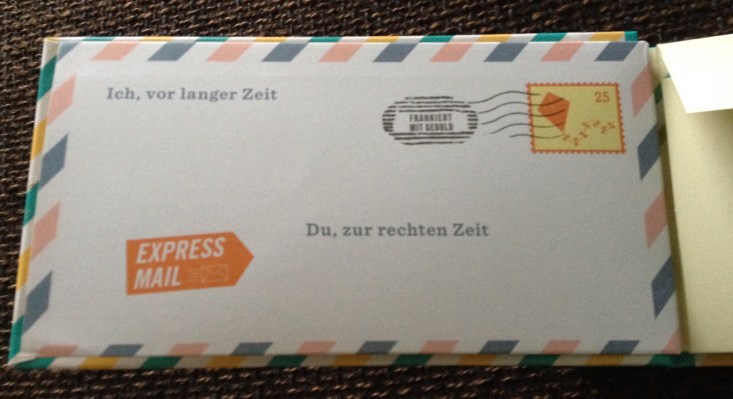 Ich, vor langer Zeit
25
FRANKIERT
MIT GEDULD
Du, zur rechten Zeit
EXPRESS
MAIL